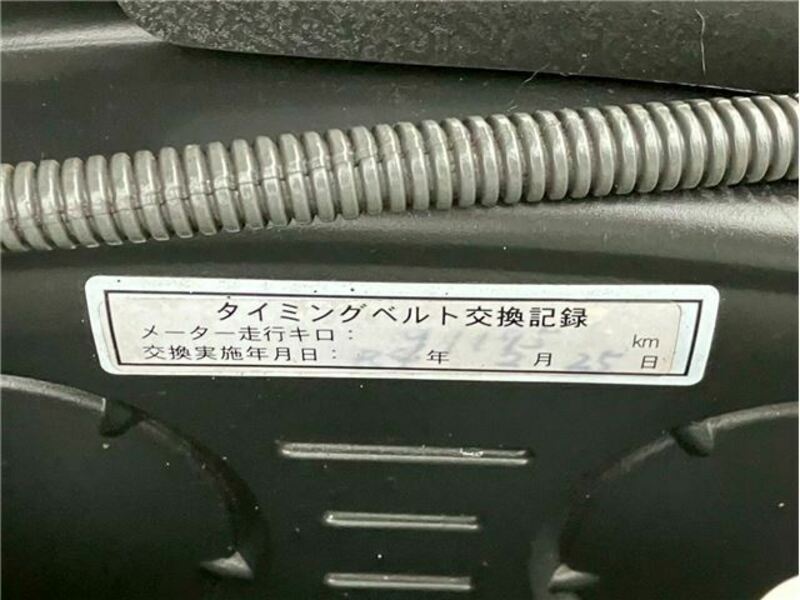 タイミングベルト交換記録
メーター走行キロ： km
交換実施年月日： 年 月 25 日